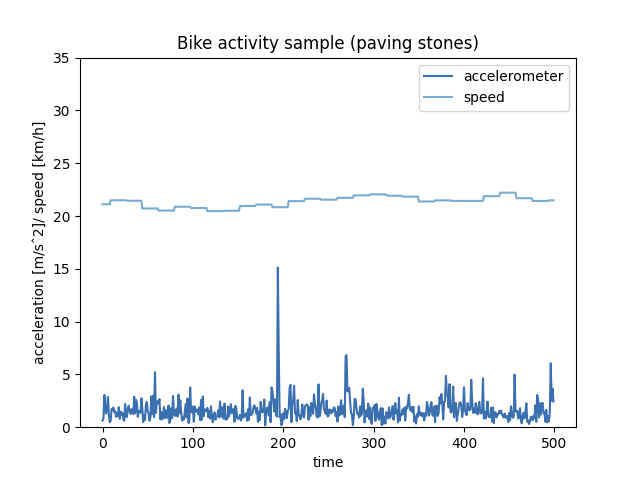 Bike activity sample (paving stones)
accelerometer
speed
acceleration [m/s^2]/ speed [km/h]
35
30
25
20
15
10
5
0
0 100 200 300 400 500
time